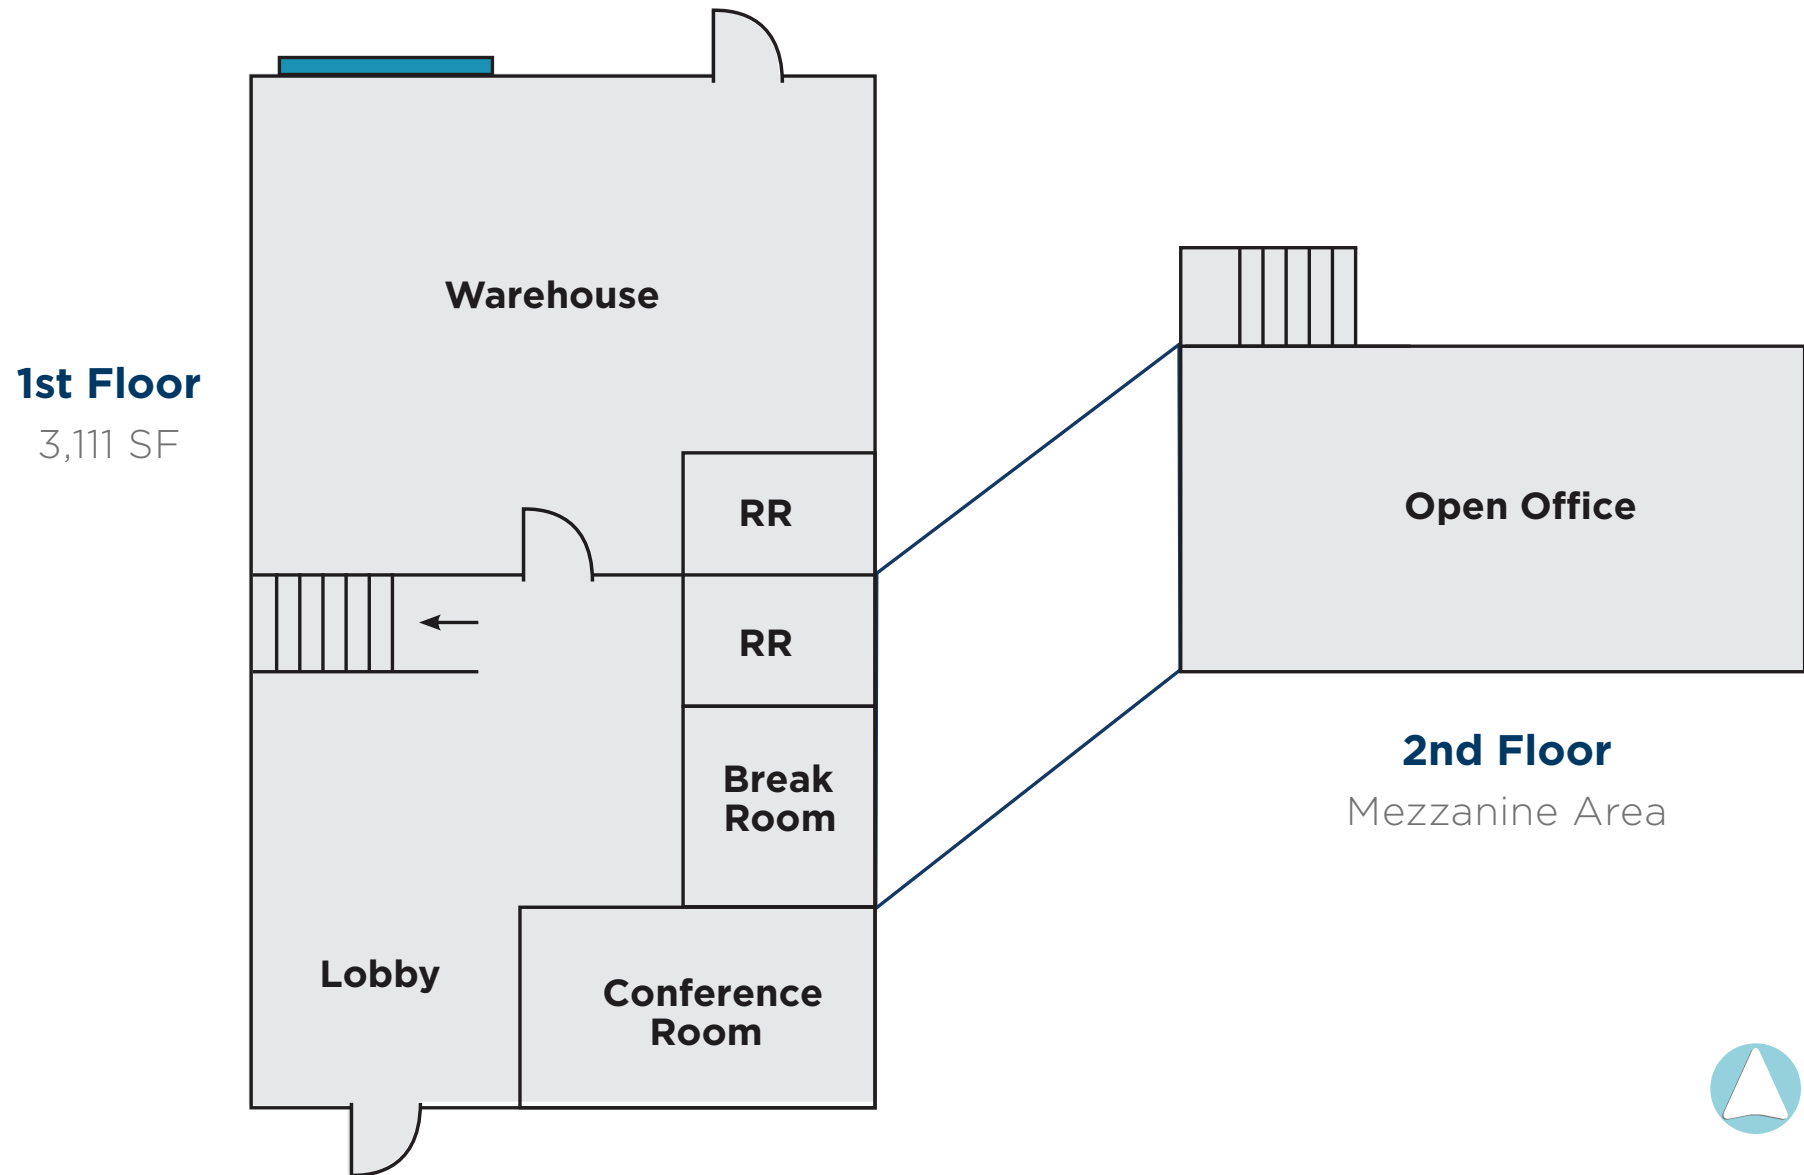 Warehouse
1st Floor
3,111 SF
RR
Open Office
RR
2nd Floor
Break
Room
Mezzanine Area
Lobby
Conference
Room